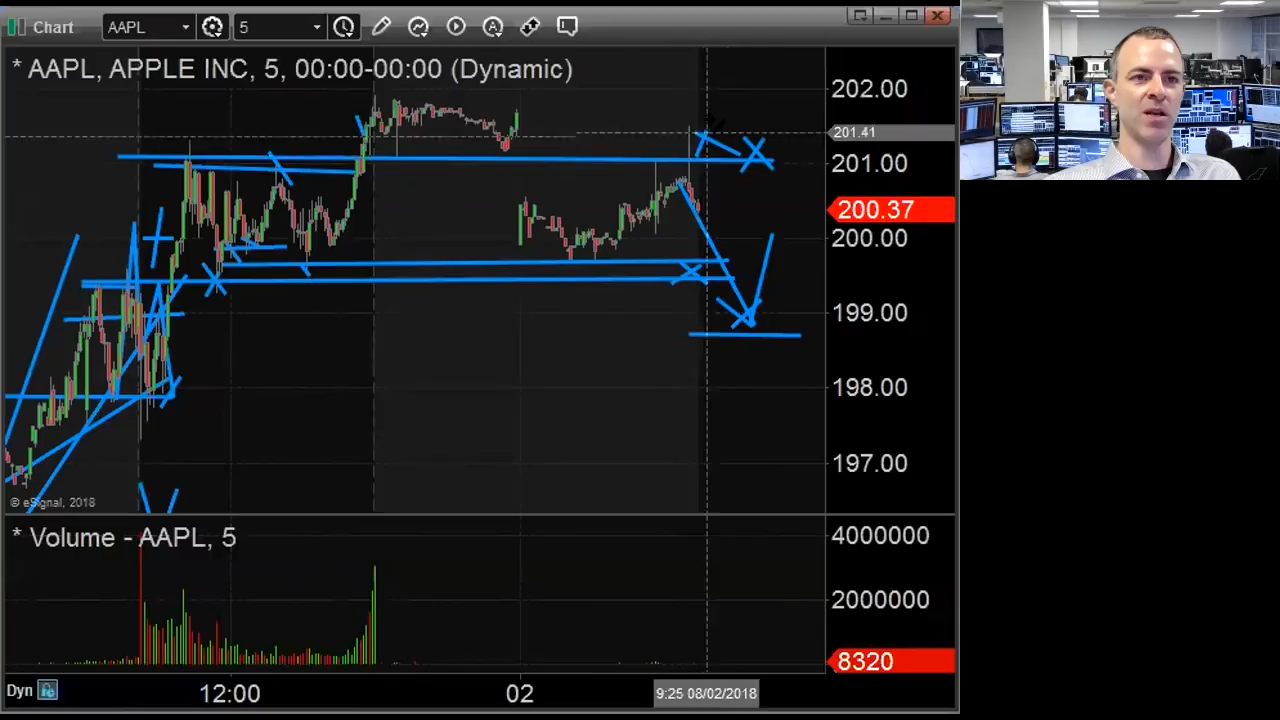 Chart AAPL 5
* AAPL, APPLE INC, 5, 00:00-00:00 (Dynamic)
202.00
201.41
201.00
200.37
200.00
199.00
198.00
197.00
© eSignal, 2018
* Volume - AAPL, 5
4000000
2000000
8320
Dyn 12:00 02 9:25 08/02/2018